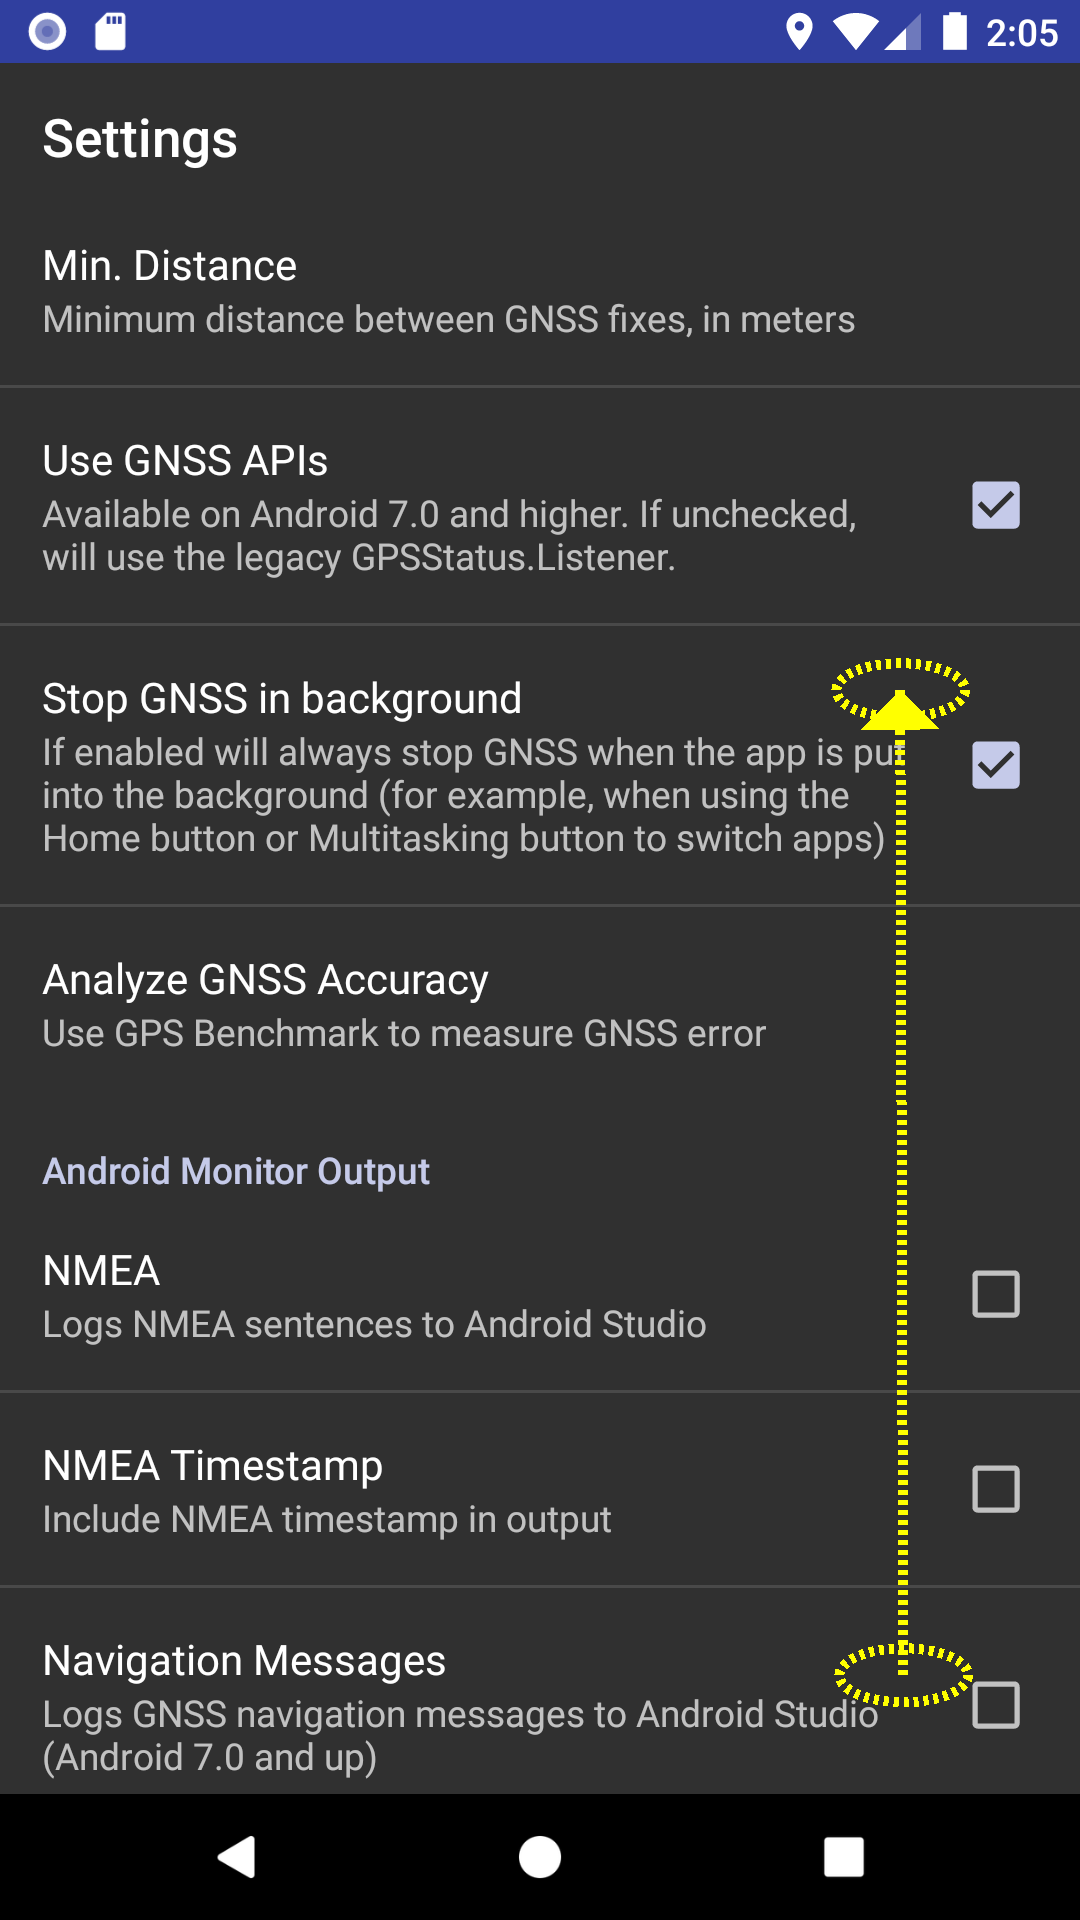 2:05
Settings
Min. Distance
Minimum distance between GNSS fixes, in meters
Use GNSS APIs
Available on Android 7.0 and higher. If unchecked,
will use the legacy GPSStatus.Listener.
Stop GNSS in background
If enabled will always stop GNSS when the app is put
into the background (for example, when using the
Home button or Multitasking button to switch apps)
Analyze GNSS Accuracy
Use GPS Benchmark to measure GNSS error
Android Monitor Output
NMEA
Logs NMEA sentences to Android Studio
NMEA Timestamp
Include NMEA timestamp in output
Navigation Messages
Logs GNSS navigation messages to Android Studio
(Android 7.0 and up)